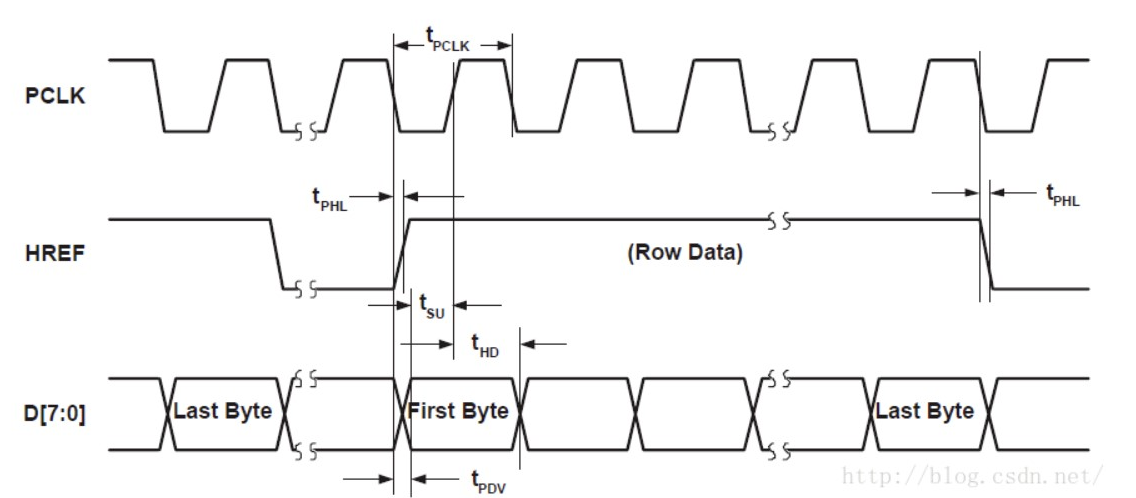 tPCLK
PCLK
tPHL
tPHL
HREF
(Row Data)
tSU
tHD
D[7:0]
Last Byte
First Byte
Last Byte
tPDV
http://blog.csdn.net/